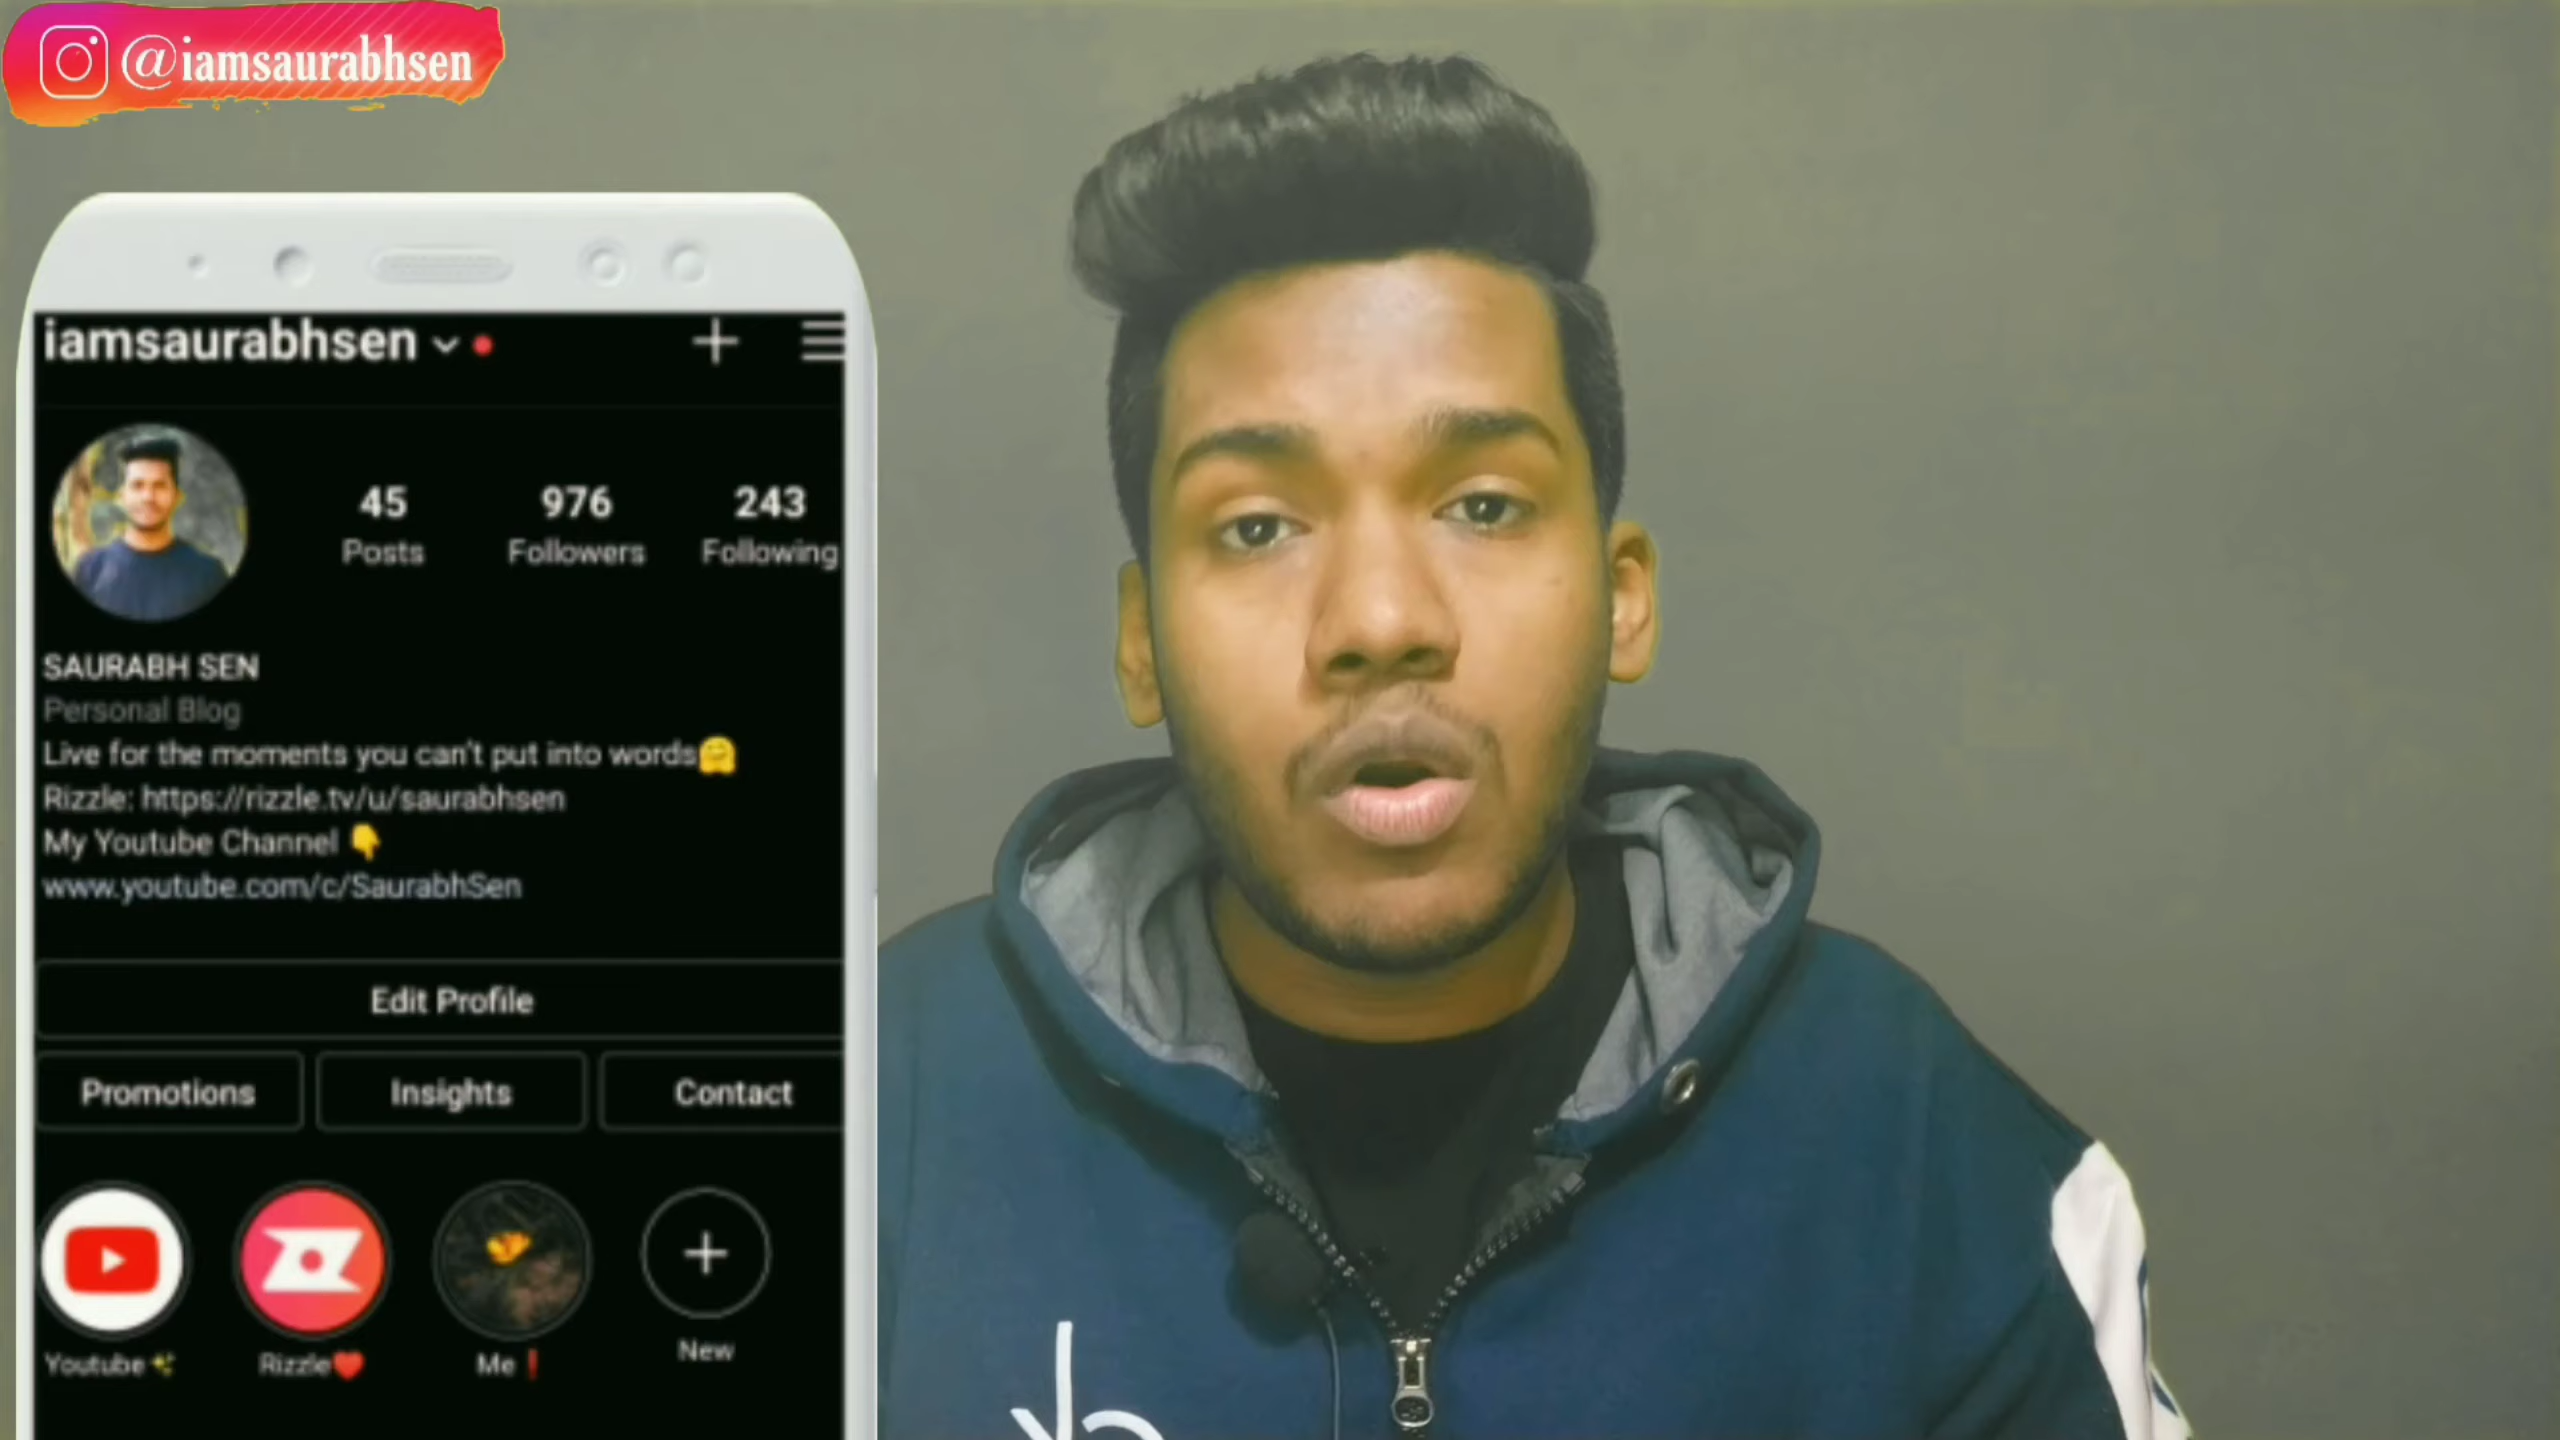 @iamsaurabhsen
iamsaurabhsen
45 976 243
Posts Followers Following
SAURABH SEN
Personal Blog
Live for the moments you can't put into words🤗
Rizzle: https://rizzle.tv/u/saurabhsen
My Youtube Channel 👇
www.youtube.com/c/SaurabhSen
Edit Profile
Promotions Insights Contact
Youtube✨ Rizzle❤️ Me❗ New